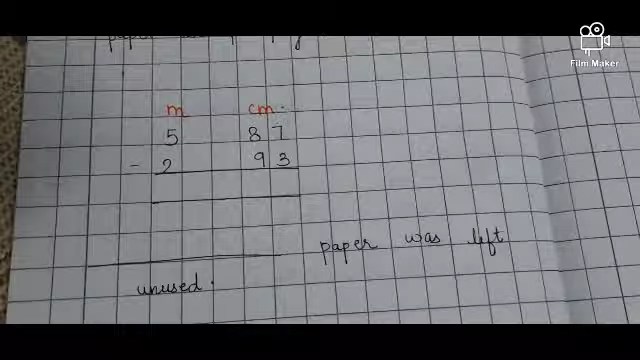 Film Maker
m cm.
5 87
- 2 93
paper was left
unused.